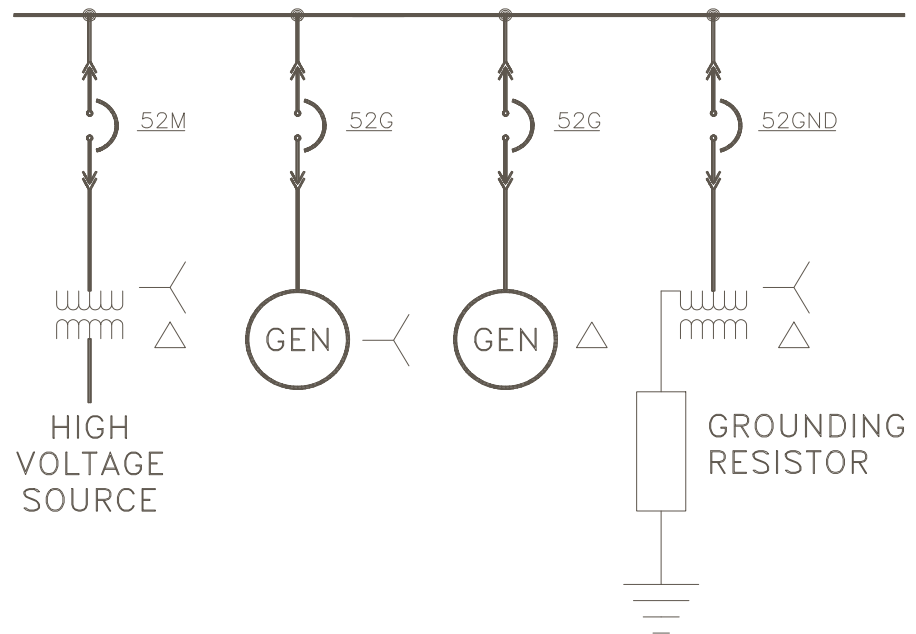 52M
52G
52G
52GND
GEN
GEN
HIGH
VOLTAGE
SOURCE
GROUNDING
RESISTOR